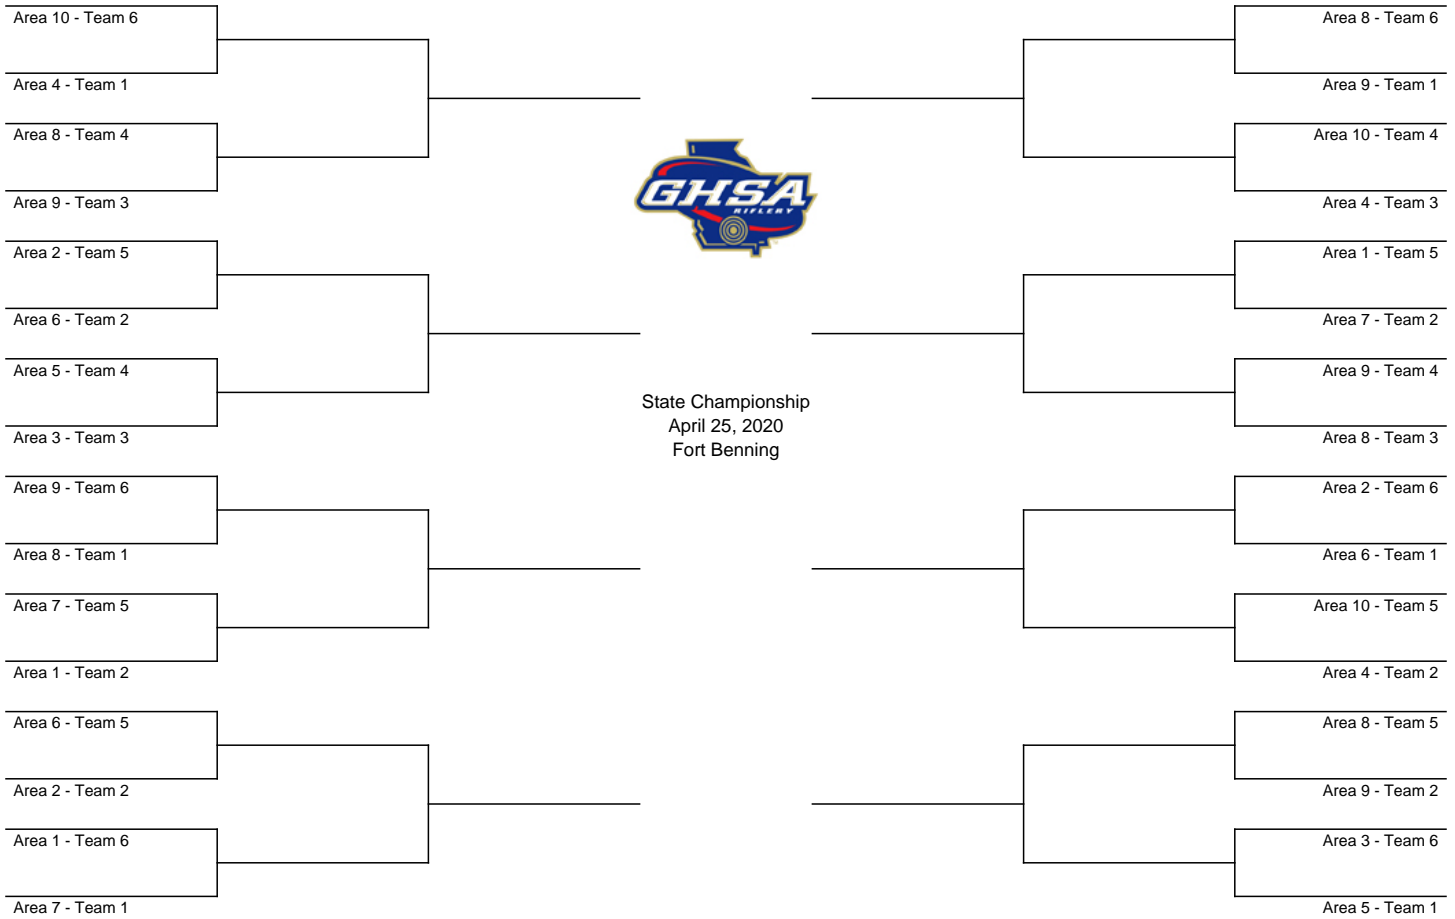 Area 10 - Team 6
Area 4 - Team 1
Area 8 - Team 4
Area 9 - Team 3
Area 2 - Team 5
Area 6 - Team 2
Area 5 - Team 4
Area 3 - Team 3
Area 9 - Team 6
Area 8 - Team 1
Area 7 - Team 5
Area 1 - Team 2
Area 6 - Team 5
Area 2 - Team 2
Area 1 - Team 6
Area 7 - Team 1
GHSA
RIFLERY
State Championship
April 25, 2020
Fort Benning
Area 8 - Team 6
Area 9 - Team 1
Area 10 - Team 4
Area 4 - Team 3
Area 1 - Team 5
Area 7 - Team 2
Area 9 - Team 4
Area 8 - Team 3
Area 2 - Team 6
Area 6 - Team 1
Area 10 - Team 5
Area 4 - Team 2
Area 8 - Team 5
Area 9 - Team 2
Area 3 - Team 6
Area 5 - Team 1